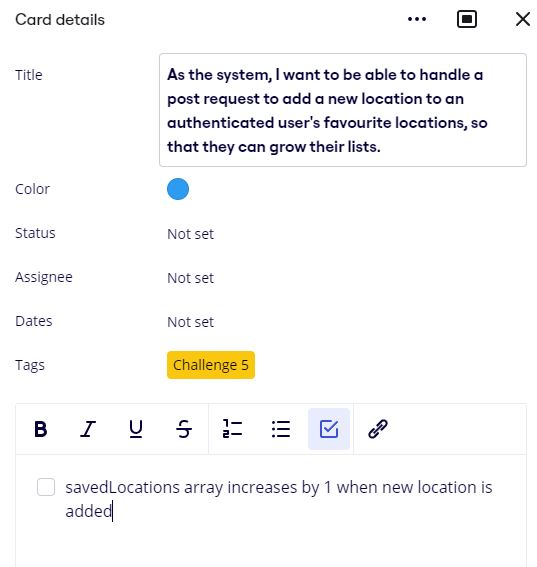 Card details
Title
As the system, I want to be able to handle a
post request to add a new location to an
authenticated user's favourite locations, so
that they can grow their lists.
Color
Status
Not set
Assignee
Not set
Dates
Not set
Tags
Challenge 5
B I U S
savedLocations array increases by 1 when new location is
added